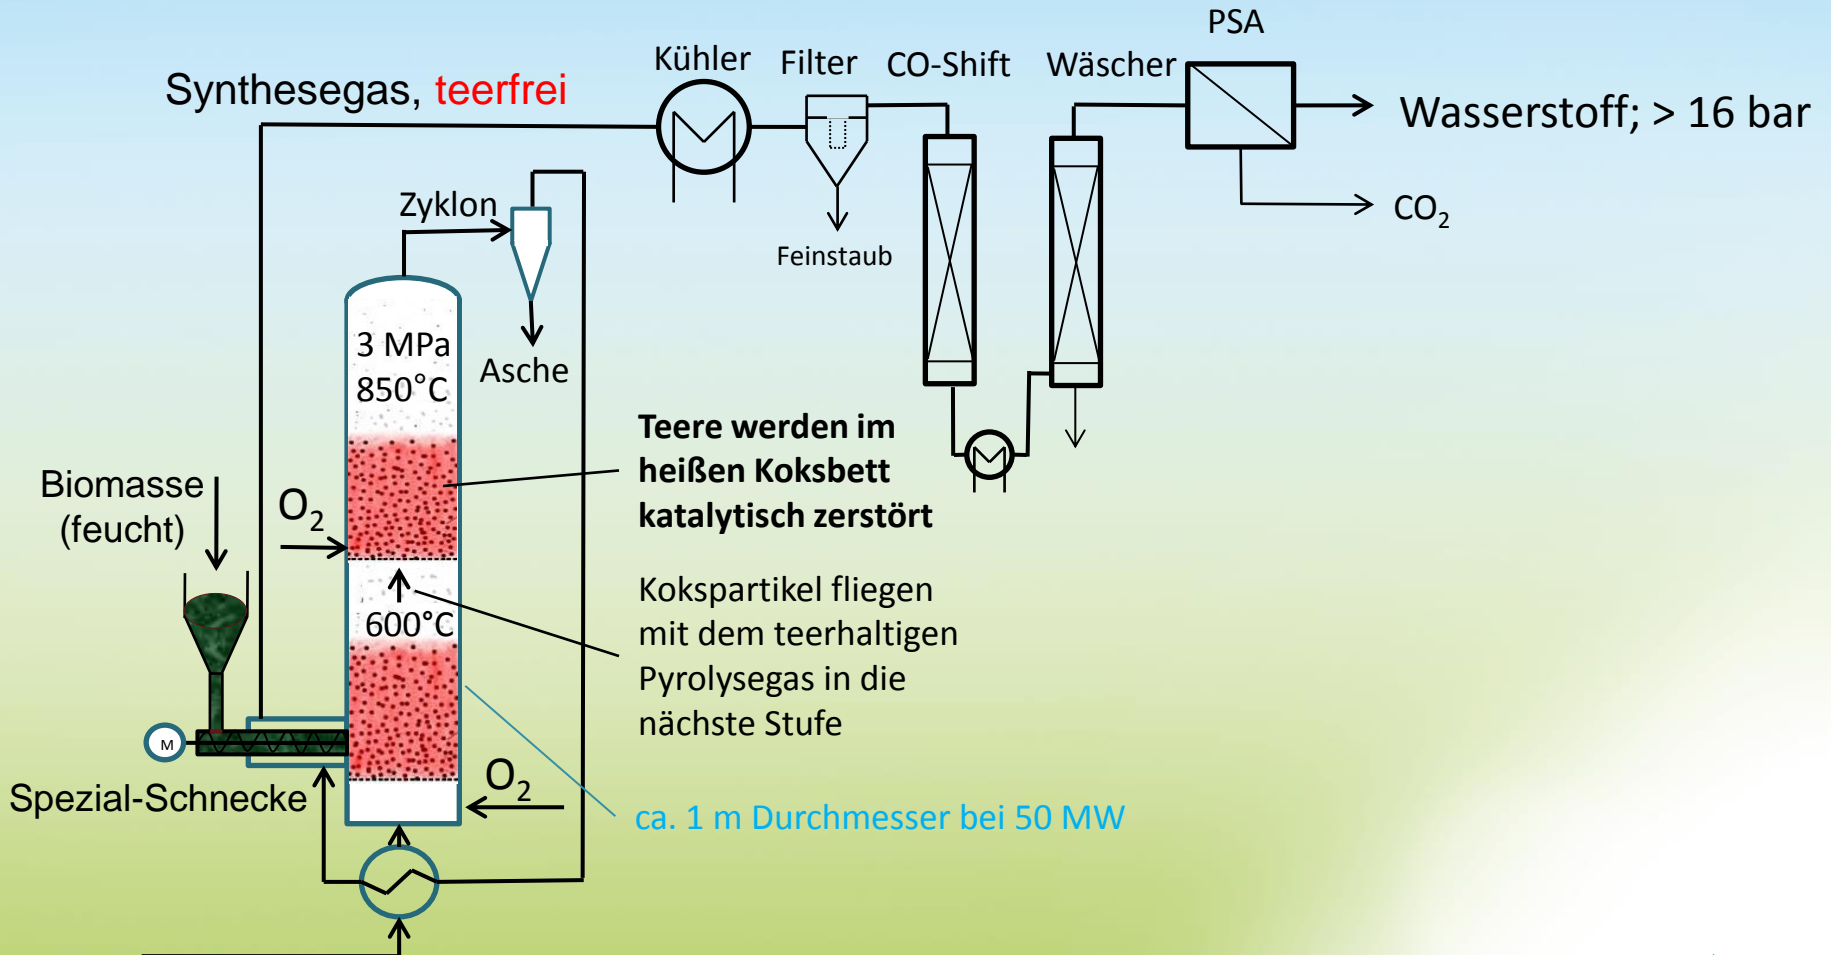 PSA
Kühler
Filter
CO-Shift
Wäscher
Synthesegas, teerfrei
Wasserstoff; > 16 bar
Zyklon
CO₂
Feinstaub
3 MPa
850°C
Asche
Teere werden im
heißen Koksbett
katalytisch zerstört
Biomasse
(feucht)
O₂
Kokspartikel fliegen
mit dem teerhaltigen
Pyrolysegas in die
nächste Stufe
600°C
M
Spezial-Schnecke
O₂
ca. 1 m Durchmesser bei 50 MW